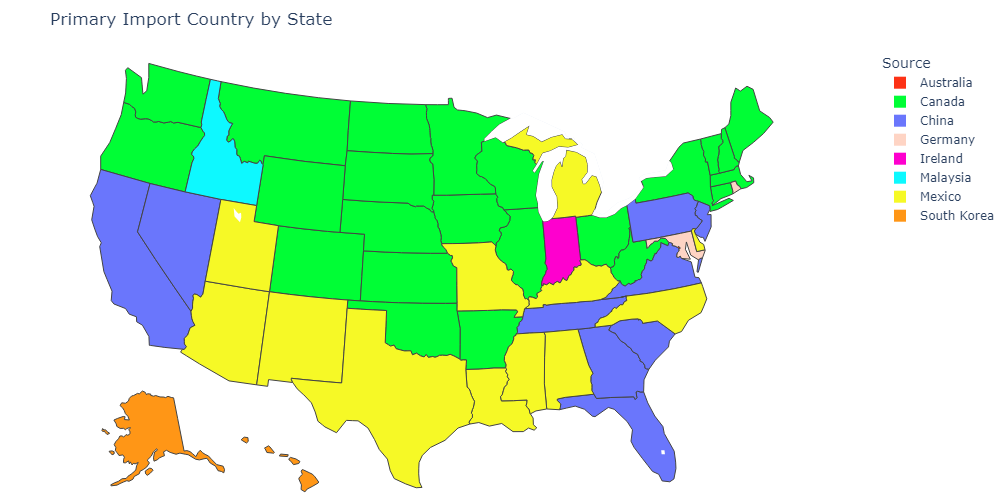 Primary Import Country by State
Source
Australia
Canada
China
Germany
Ireland
Malaysia
Mexico
South Korea